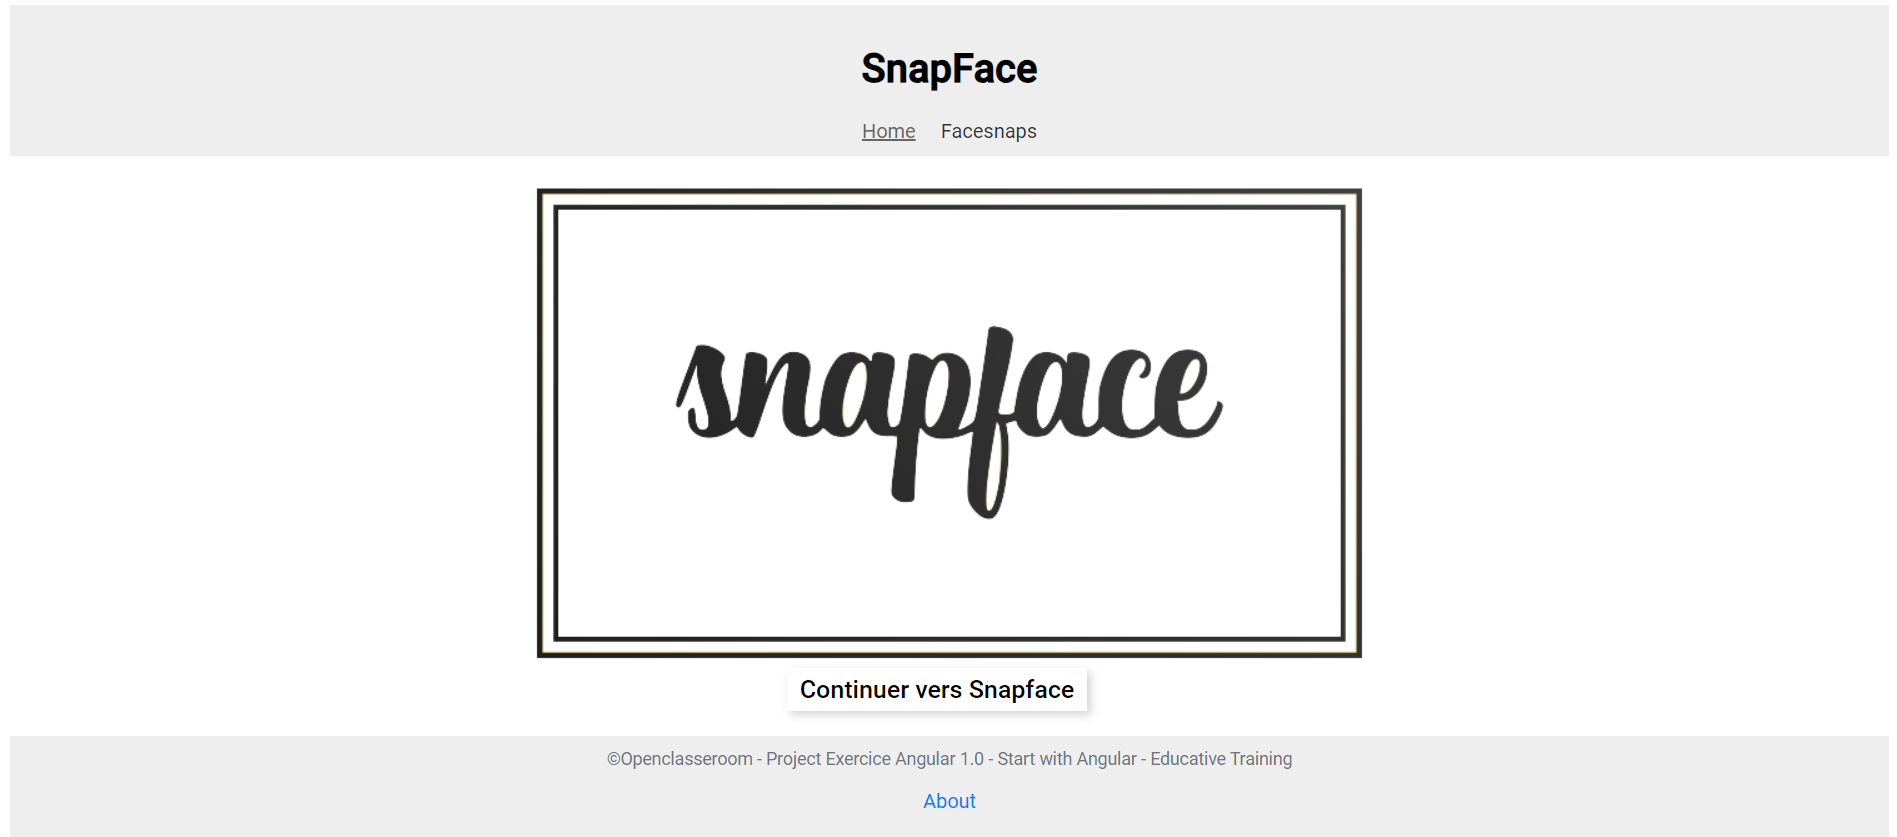 SnapFace
Home Facesnaps
snapface
Continuer vers Snapface
©Openclasseroom - Project Exercice Angular 1.0 - Start with Angular - Educative Training
About